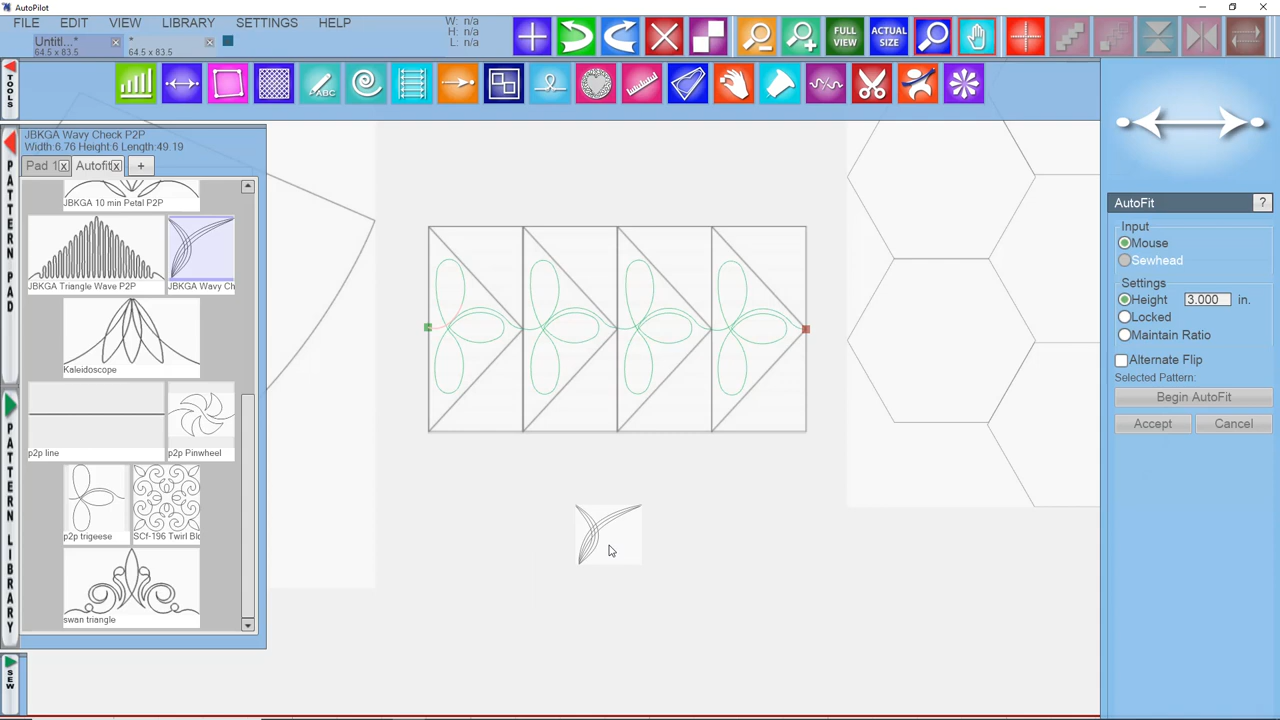 AutoPilot
FILE EDIT VIEW LIBRARY SETTINGS HELP
W: n/a
H: n/a
L: n/a
Untitl...* x
64.5 x 83.5
* x
64.5 x 83.5
FULL VIEW
ACTUAL SIZE
TOOLS
ABC
JBKGA Wavy Check P2P
Width 6.76 Height 6 Length 49.19
Pad 1 x Autofit x +
JBKGA 10 min Petal P2P
JBKGA Triangle Wave P2P
JBKGA Wavy Ch
Kaleidoscope
p2p line
p2p Pinwheel
p2p trigeese
SCf-196 Twirl Blo
swan triangle
PATTERN PAD
PATTERN LIBRARY
SEW
AutoFit ?
Input
Mouse
Sewhead
Settings
Height 3.000 in.
Locked
Maintain Ratio
Alternate Flip
Selected Pattern:
Begin AutoFit
Accept Cancel